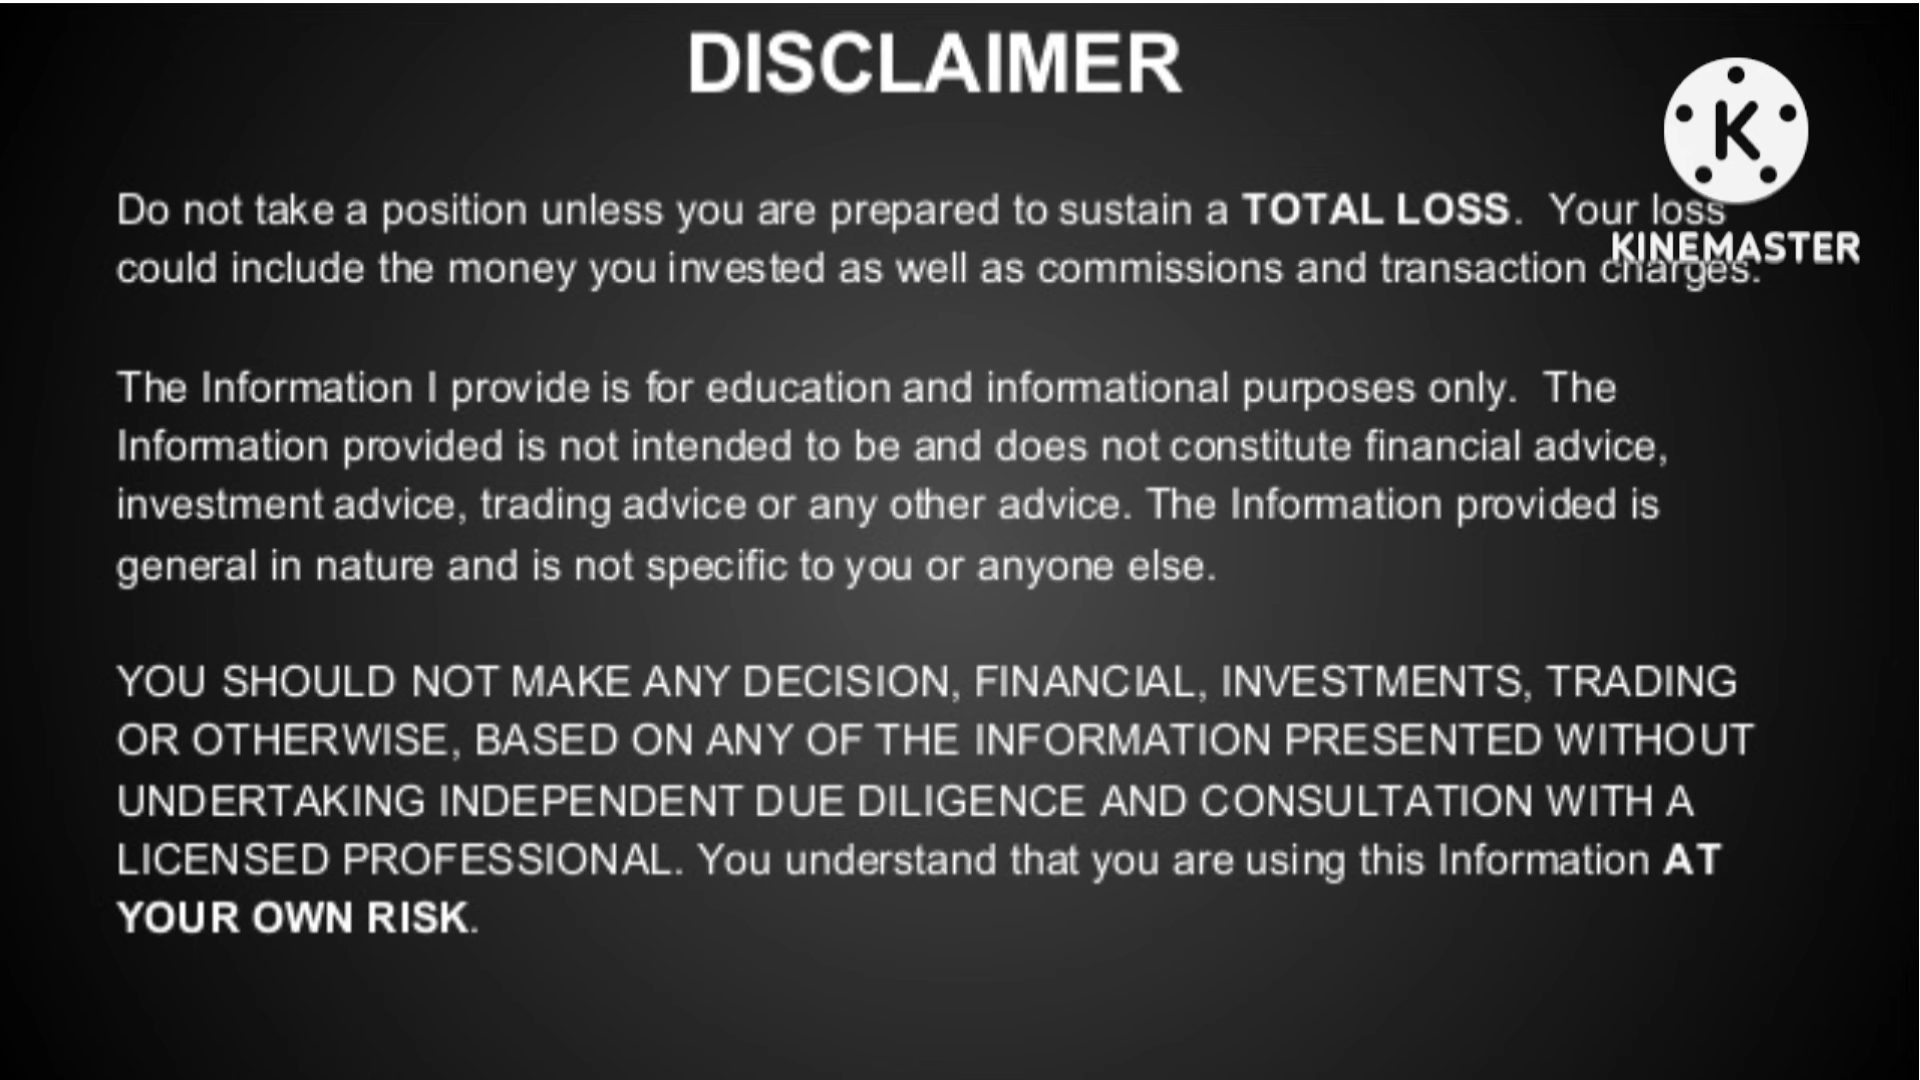 DISCLAIMER
Do not take a position unless you are prepared to sustain a TOTAL LOSS. Your loss
could include the money you invested as well as commissions and transaction charges.
K
KINEMASTER
The Information I provide is for education and informational purposes only. The
Information provided is not intended to be and does not constitute financial advice,
investment advice, trading advice or any other advice. The Information provided is
general in nature and is not specific to you or anyone else.
YOU SHOULD NOT MAKE ANY DECISION, FINANCIAL, INVESTMENTS, TRADING
OR OTHERWISE, BASED ON ANY OF THE INFORMATION PRESENTED WITHOUT
UNDERTAKING INDEPENDENT DUE DILIGENCE AND CONSULTATION WITH A
LICENSED PROFESSIONAL. You understand that you are using this Information AT
YOUR OWN RISK.